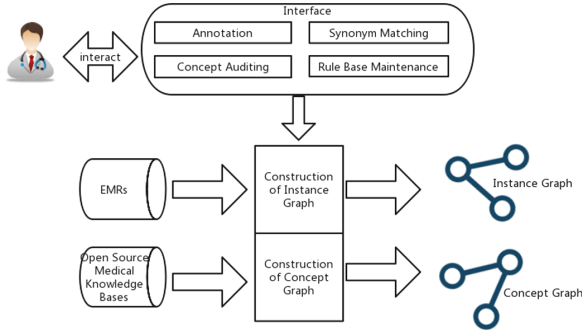 Interface
Annotation
Synonym Matching
interact
Concept Auditing
Rule Base Maintenance
EMRs
Construction
of Instance
Graph
Instance Graph
Open Source
Medical
Knowledge
Bases
Construction
of Concept
Graph
Concept Graph